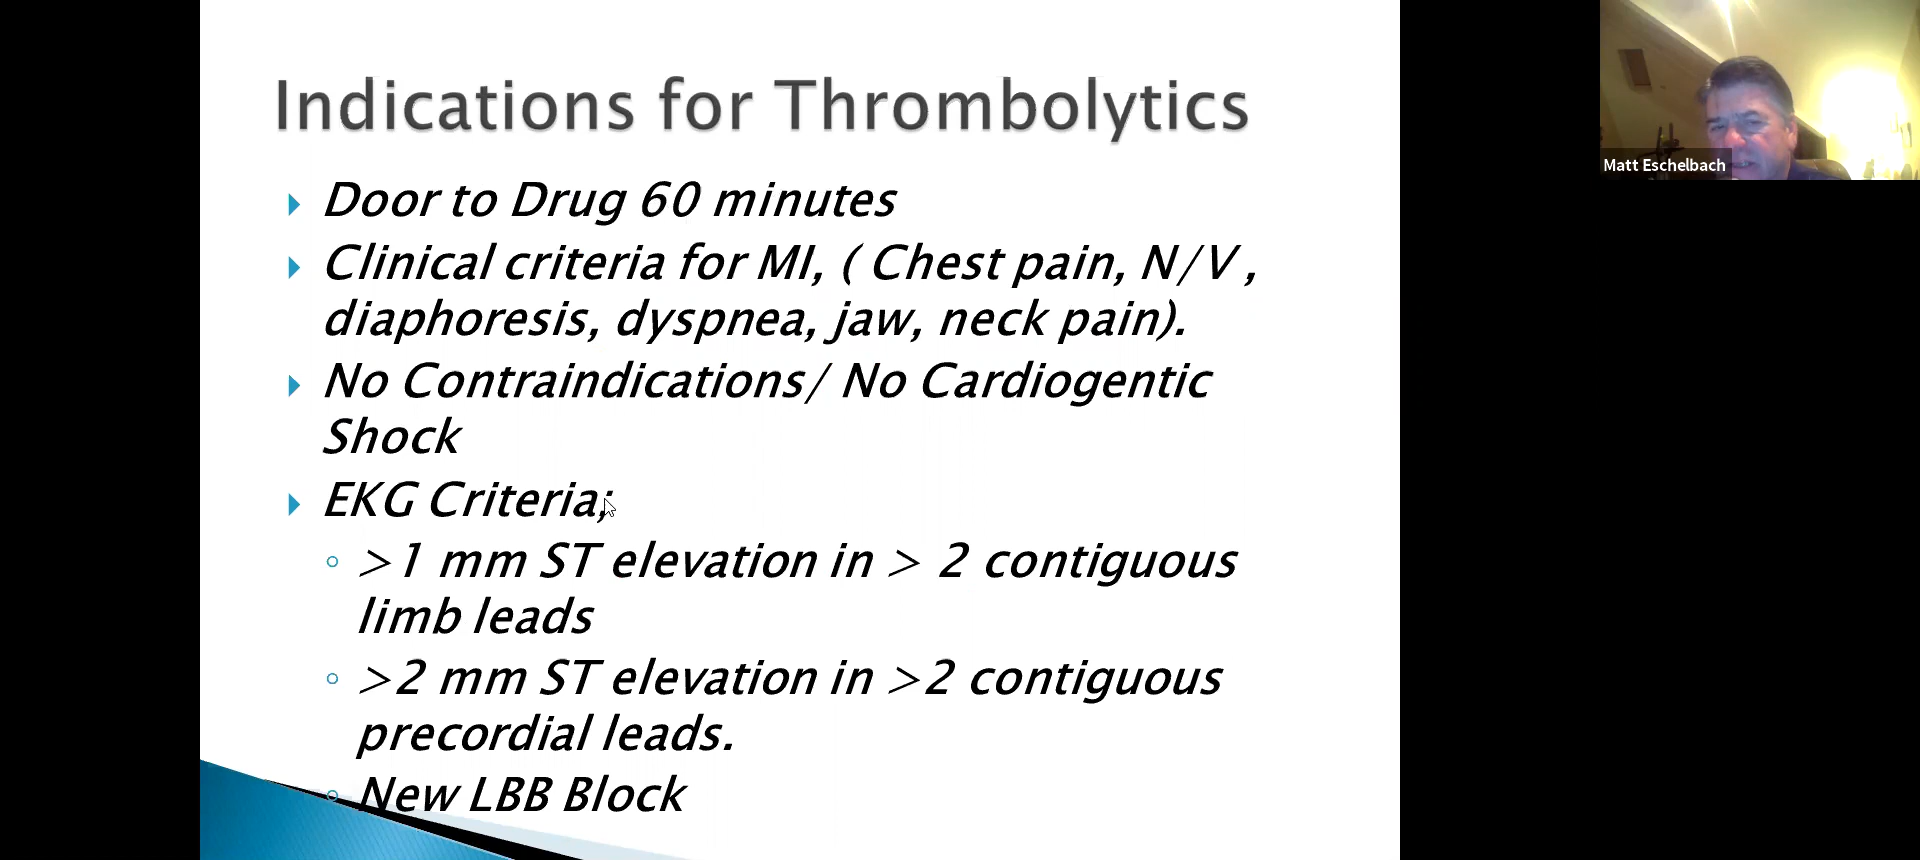 Indications for Thrombolytics
Door to Drug 60 minutes
Clinical criteria for MI, ( Chest pain, N/V ,
diaphoresis, dyspnea, jaw, neck pain).
No Contraindications/ No Cardiogentic
Shock
EKG Criteria;
>1 mm ST elevation in > 2 contiguous
limb leads
>2 mm ST elevation in >2 contiguous
precordial leads.
New LBB Block
Matt Eschelbach